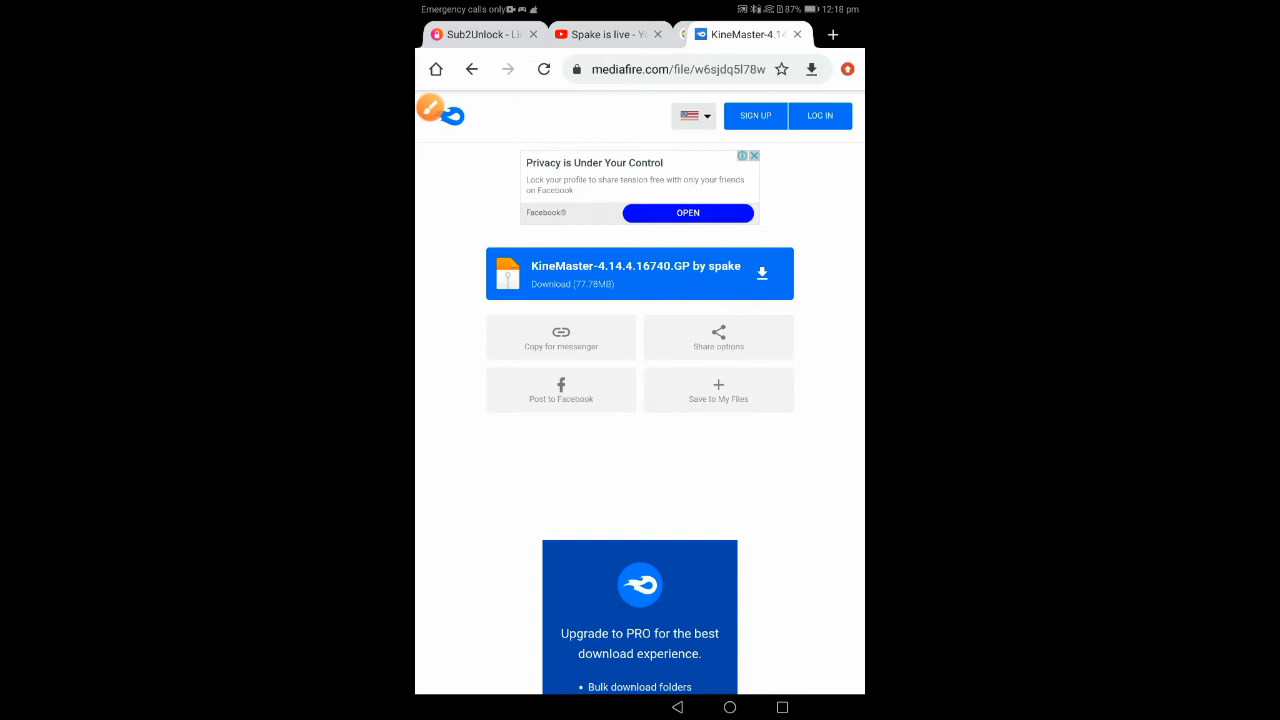 Emergency calls only
87% 12:18 pm
Sub2Unlock - Li
Spake is live - Yo
KineMaster-4.14
mediafire.com/file/w6sjdq5l78w
SIGN UP
LOG IN
Privacy is Under Your Control
Lock your profile to share tension free with only your friends
on Facebook
Facebook®
OPEN
KineMaster-4.14.4.16740.GP by spake
Download (77.78MB)
Copy for messenger
Share options
Post to Facebook
Save to My Files
Upgrade to PRO for the best
download experience.
• Bulk download folders